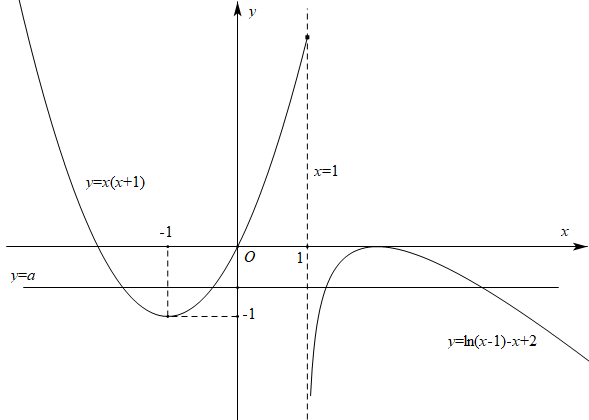 y
y=x(x+1)
x=1
-1
x
O
1
y=a
-1
y=ln(x-1)-x+2